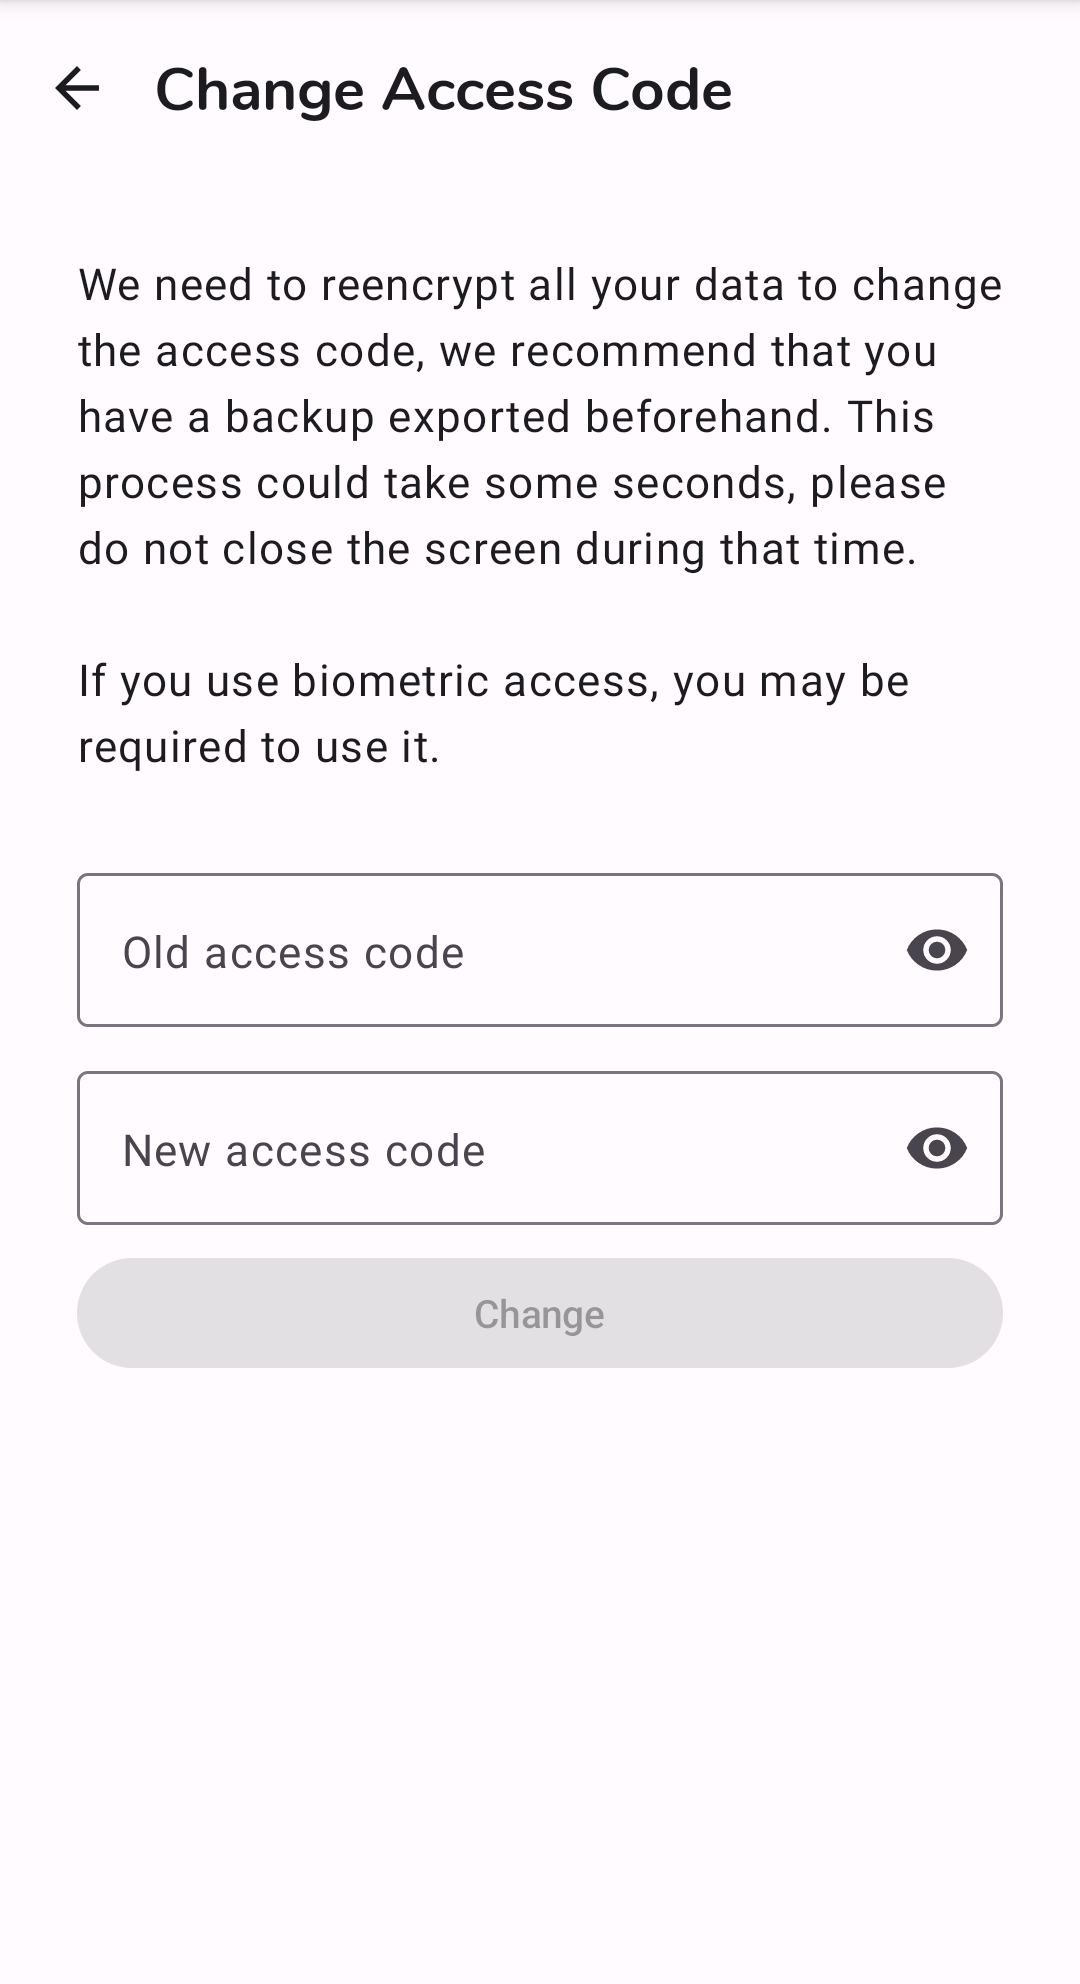 Change Access Code
We need to reencrypt all your data to change
the access code, we recommend that you
have a backup exported beforehand. This
process could take some seconds, please
do not close the screen during that time.
If you use biometric access, you may be
required to use it.
Old access code
New access code
Change